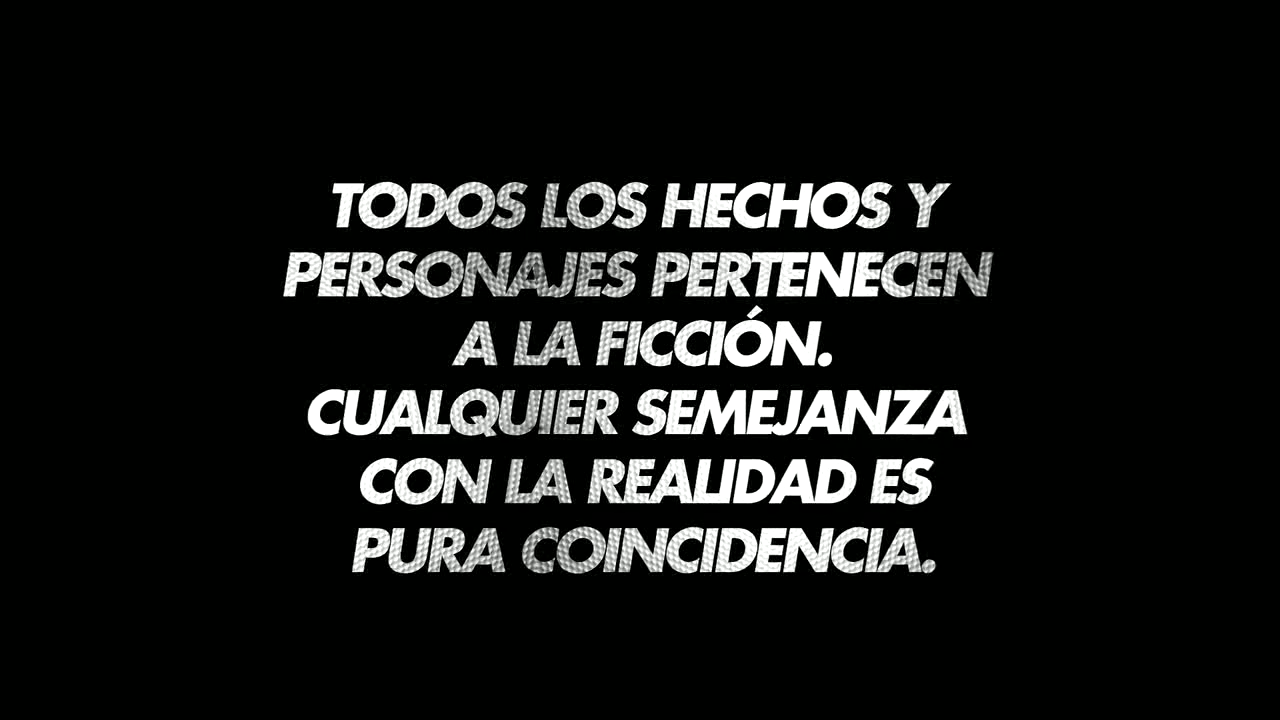 TODOS LOS HECHOS Y
PERSONAJES PERTENECEN
A LA FICCIÓN.
CUALQUIER SEMEJANZA
CON LA REALIDAD ES
PURA COINCIDENCIA.